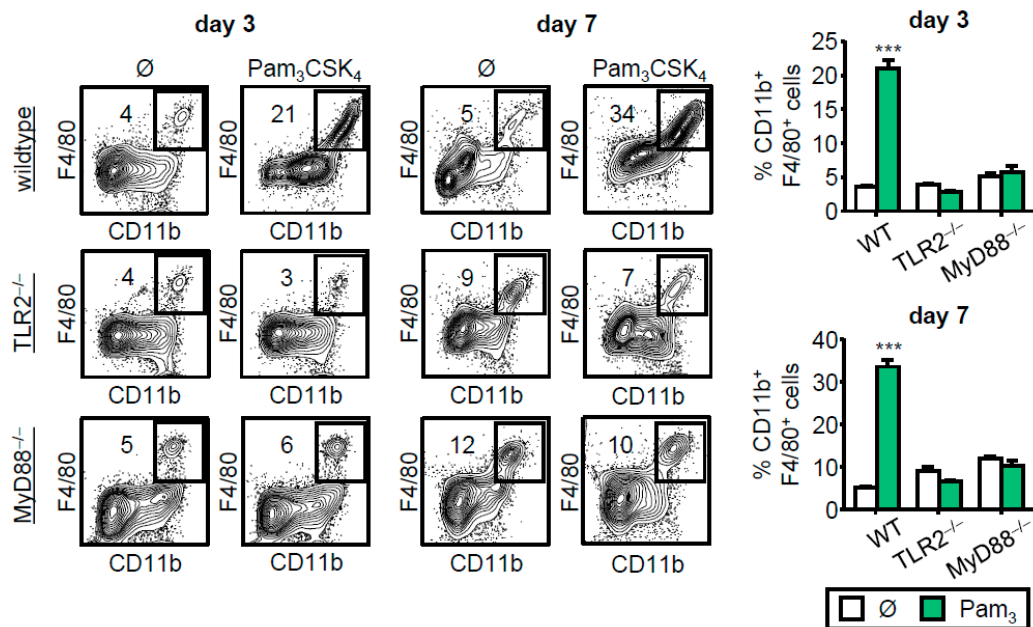 day 3
day 7
Ø
Pam₃CSK₄
Ø
Pam₃CSK₄
wildtype
F4/80
4
F4/80
21
F4/80
5
F4/80
34
CD11b
CD11b
CD11b
CD11b
TLR2⁻/⁻
F4/80
4
F4/80
3
F4/80
9
F4/80
7
CD11b
CD11b
CD11b
CD11b
MyD88⁻/⁻
F4/80
5
F4/80
6
F4/80
12
F4/80
10
CD11b
CD11b
CD11b
CD11b
day 3
% CD11b⁺
F4/80⁺ cells
25
20
15
10
5
0
***
WT
TLR2⁻/⁻
MyD88⁻/⁻
day 7
% CD11b⁺
F4/80⁺ cells
40
30
20
10
0
***
WT
TLR2⁻/⁻
MyD88⁻/⁻
Ø Pam₃